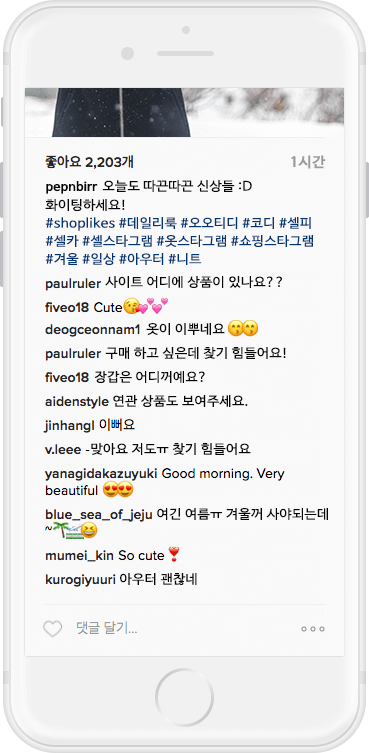 좋아요 2,203개 1시간
pepnbirr 오늘도 따끈따끈 신상들 :D
화이팅하세요!
#shoplikes #데일리룩 #오오티디 #코디 #셀피
#셀카 #셀스타그램 #옷스타그램 #쇼핑스타그램
#겨울 #일상 #아우터 #니트
paulruler 사이트 어디에 상품이 있나요??
fiveo18 Cute😘💕💕
deogceonnam1 옷이 이뿌네요 😙😙
paulruler 구매 하고 싶은데 찾기 힘들어요!
fiveo18 장갑은 어디꺼예요?
aidenstyle 연관 상품도 보여주세요.
jinhangl 이뻐요
v.leee -맞아요 저도ㅠ 찾기 힘들어요
yanagidakazuyuki Good morning. Very
beautiful 😍😍
blue_sea_of_jeju 여긴 여름ㅠ 겨울꺼 사야되는데
~🌴🏊😆
mumei_kin So cute❣
kurogiyuuri 아우터 괜찮네
댓글 달기...